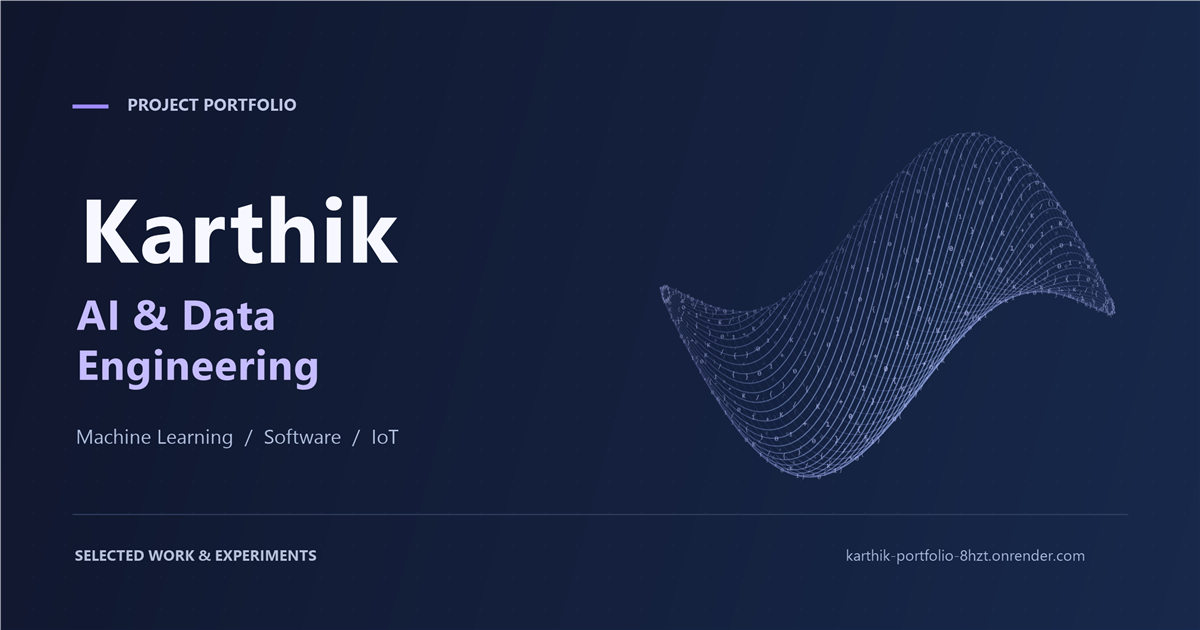 PROJECT PORTFOLIO
Karthik
AI & Data
Engineering
Machine Learning / Software / IoT
SELECTED WORK & EXPERIMENTS
karthik-portfolio-8hzt.onrender.com